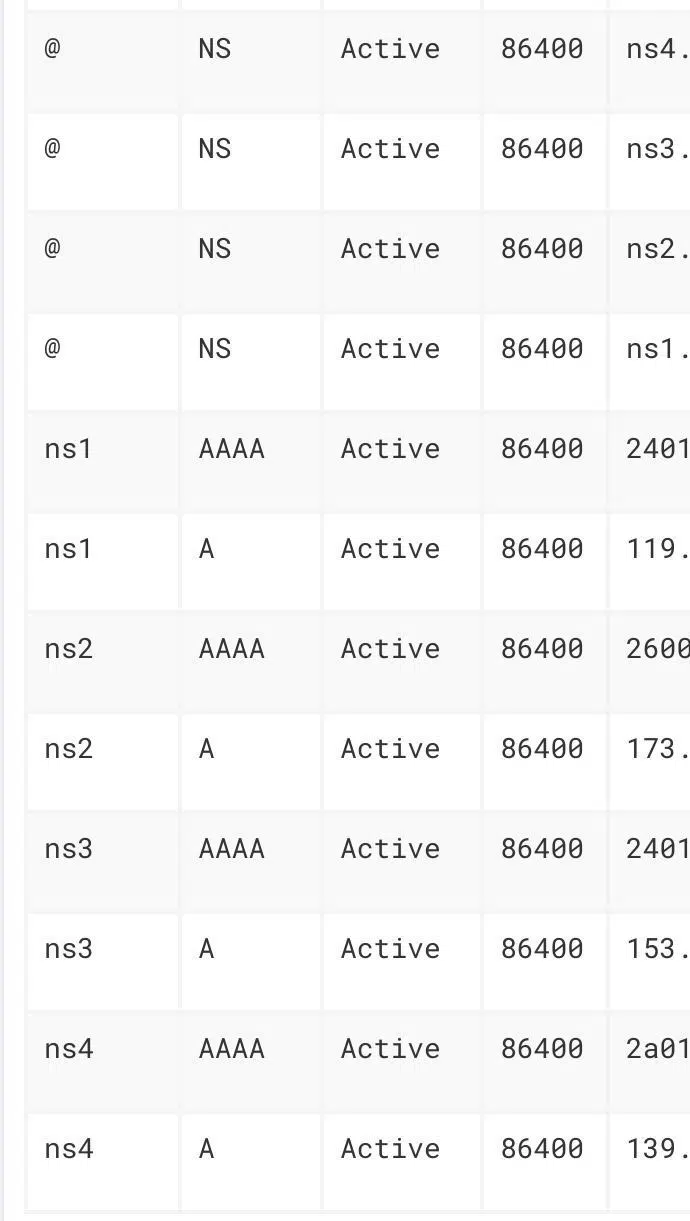 @ NS Active 86400 ns4.
@ NS Active 86400 ns3.
@ NS Active 86400 ns2.
@ NS Active 86400 ns1.
ns1 AAAA Active 86400 2401
ns1 A Active 86400 119.
ns2 AAAA Active 86400 2600
ns2 A Active 86400 173.
ns3 AAAA Active 86400 2401
ns3 A Active 86400 153.
ns4 AAAA Active 86400 2a01
ns4 A Active 86400 139.